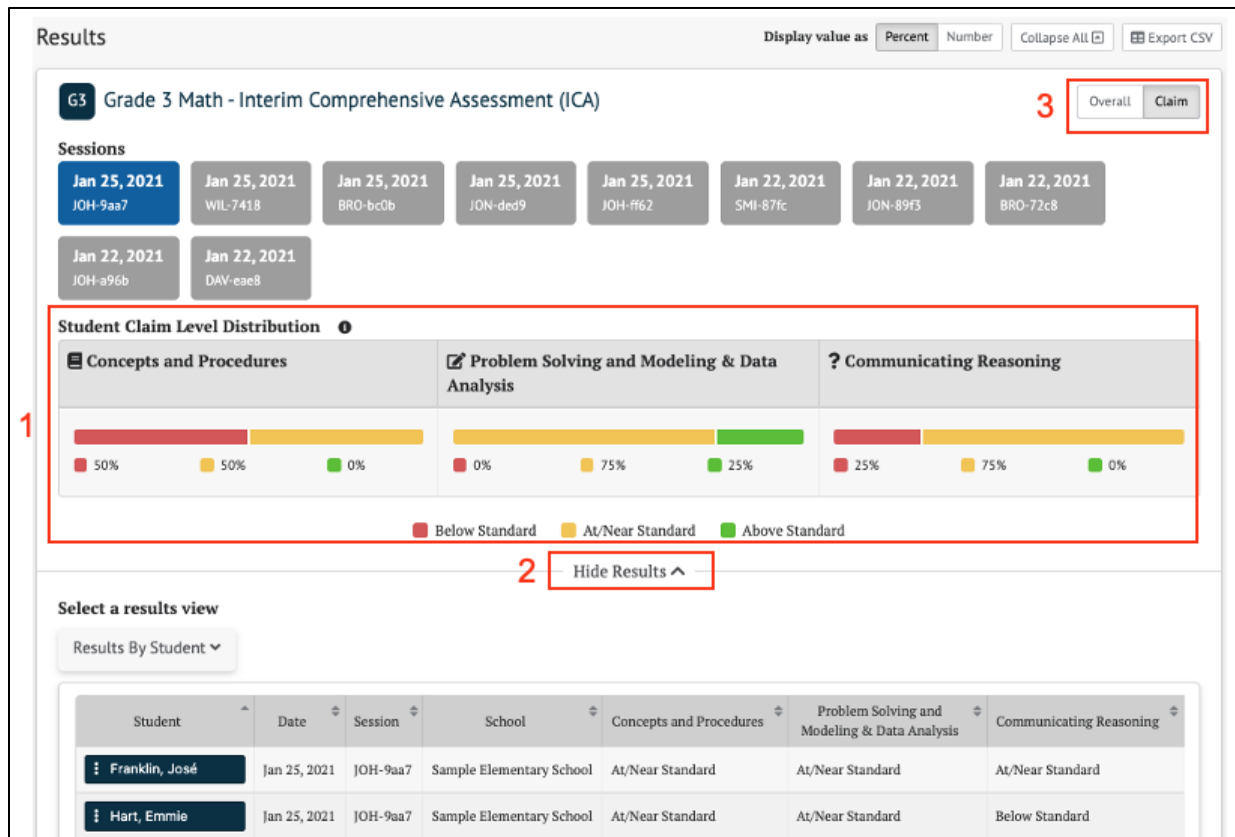 Results
Display value as Percent Number Collapse All Export CSV
G3 Grade 3 Math - Interim Comprehensive Assessment (ICA)
3 Overall Claim
Sessions
Jan 25, 2021 Jan 25, 2021 Jan 25, 2021 Jan 25, 2021 Jan 25, 2021 Jan 22, 2021 Jan 22, 2021 Jan 22, 2021
JOH-9aa7 WIL-7418 BRO-bc0b JON-ded9 JOH-ff62 SMI-87fc JON-89f3 BRO-72c8
Jan 22, 2021 Jan 22, 2021
JOH-a96b DAV-eae8
Student Claim Level Distribution
Concepts and Procedures Problem Solving and Modeling & Data ? Communicating Reasoning
Analysis
1
50% 50% 0% 0% 75% 25% 25% 75% 0%
Below Standard At/Near Standard Above Standard
2 Hide Results
Select a results view
Results By Student
Student Date Session School Concepts and Procedures Problem Solving and Communicating Reasoning
Modeling & Data Analysis
Franklin, José Jan 25, 2021 JOH-9aa7 Sample Elementary School At/Near Standard At/Near Standard At/Near Standard
Hart, Emmie Jan 25, 2021 JOH-9aa7 Sample Elementary School At/Near Standard At/Near Standard Below Standard